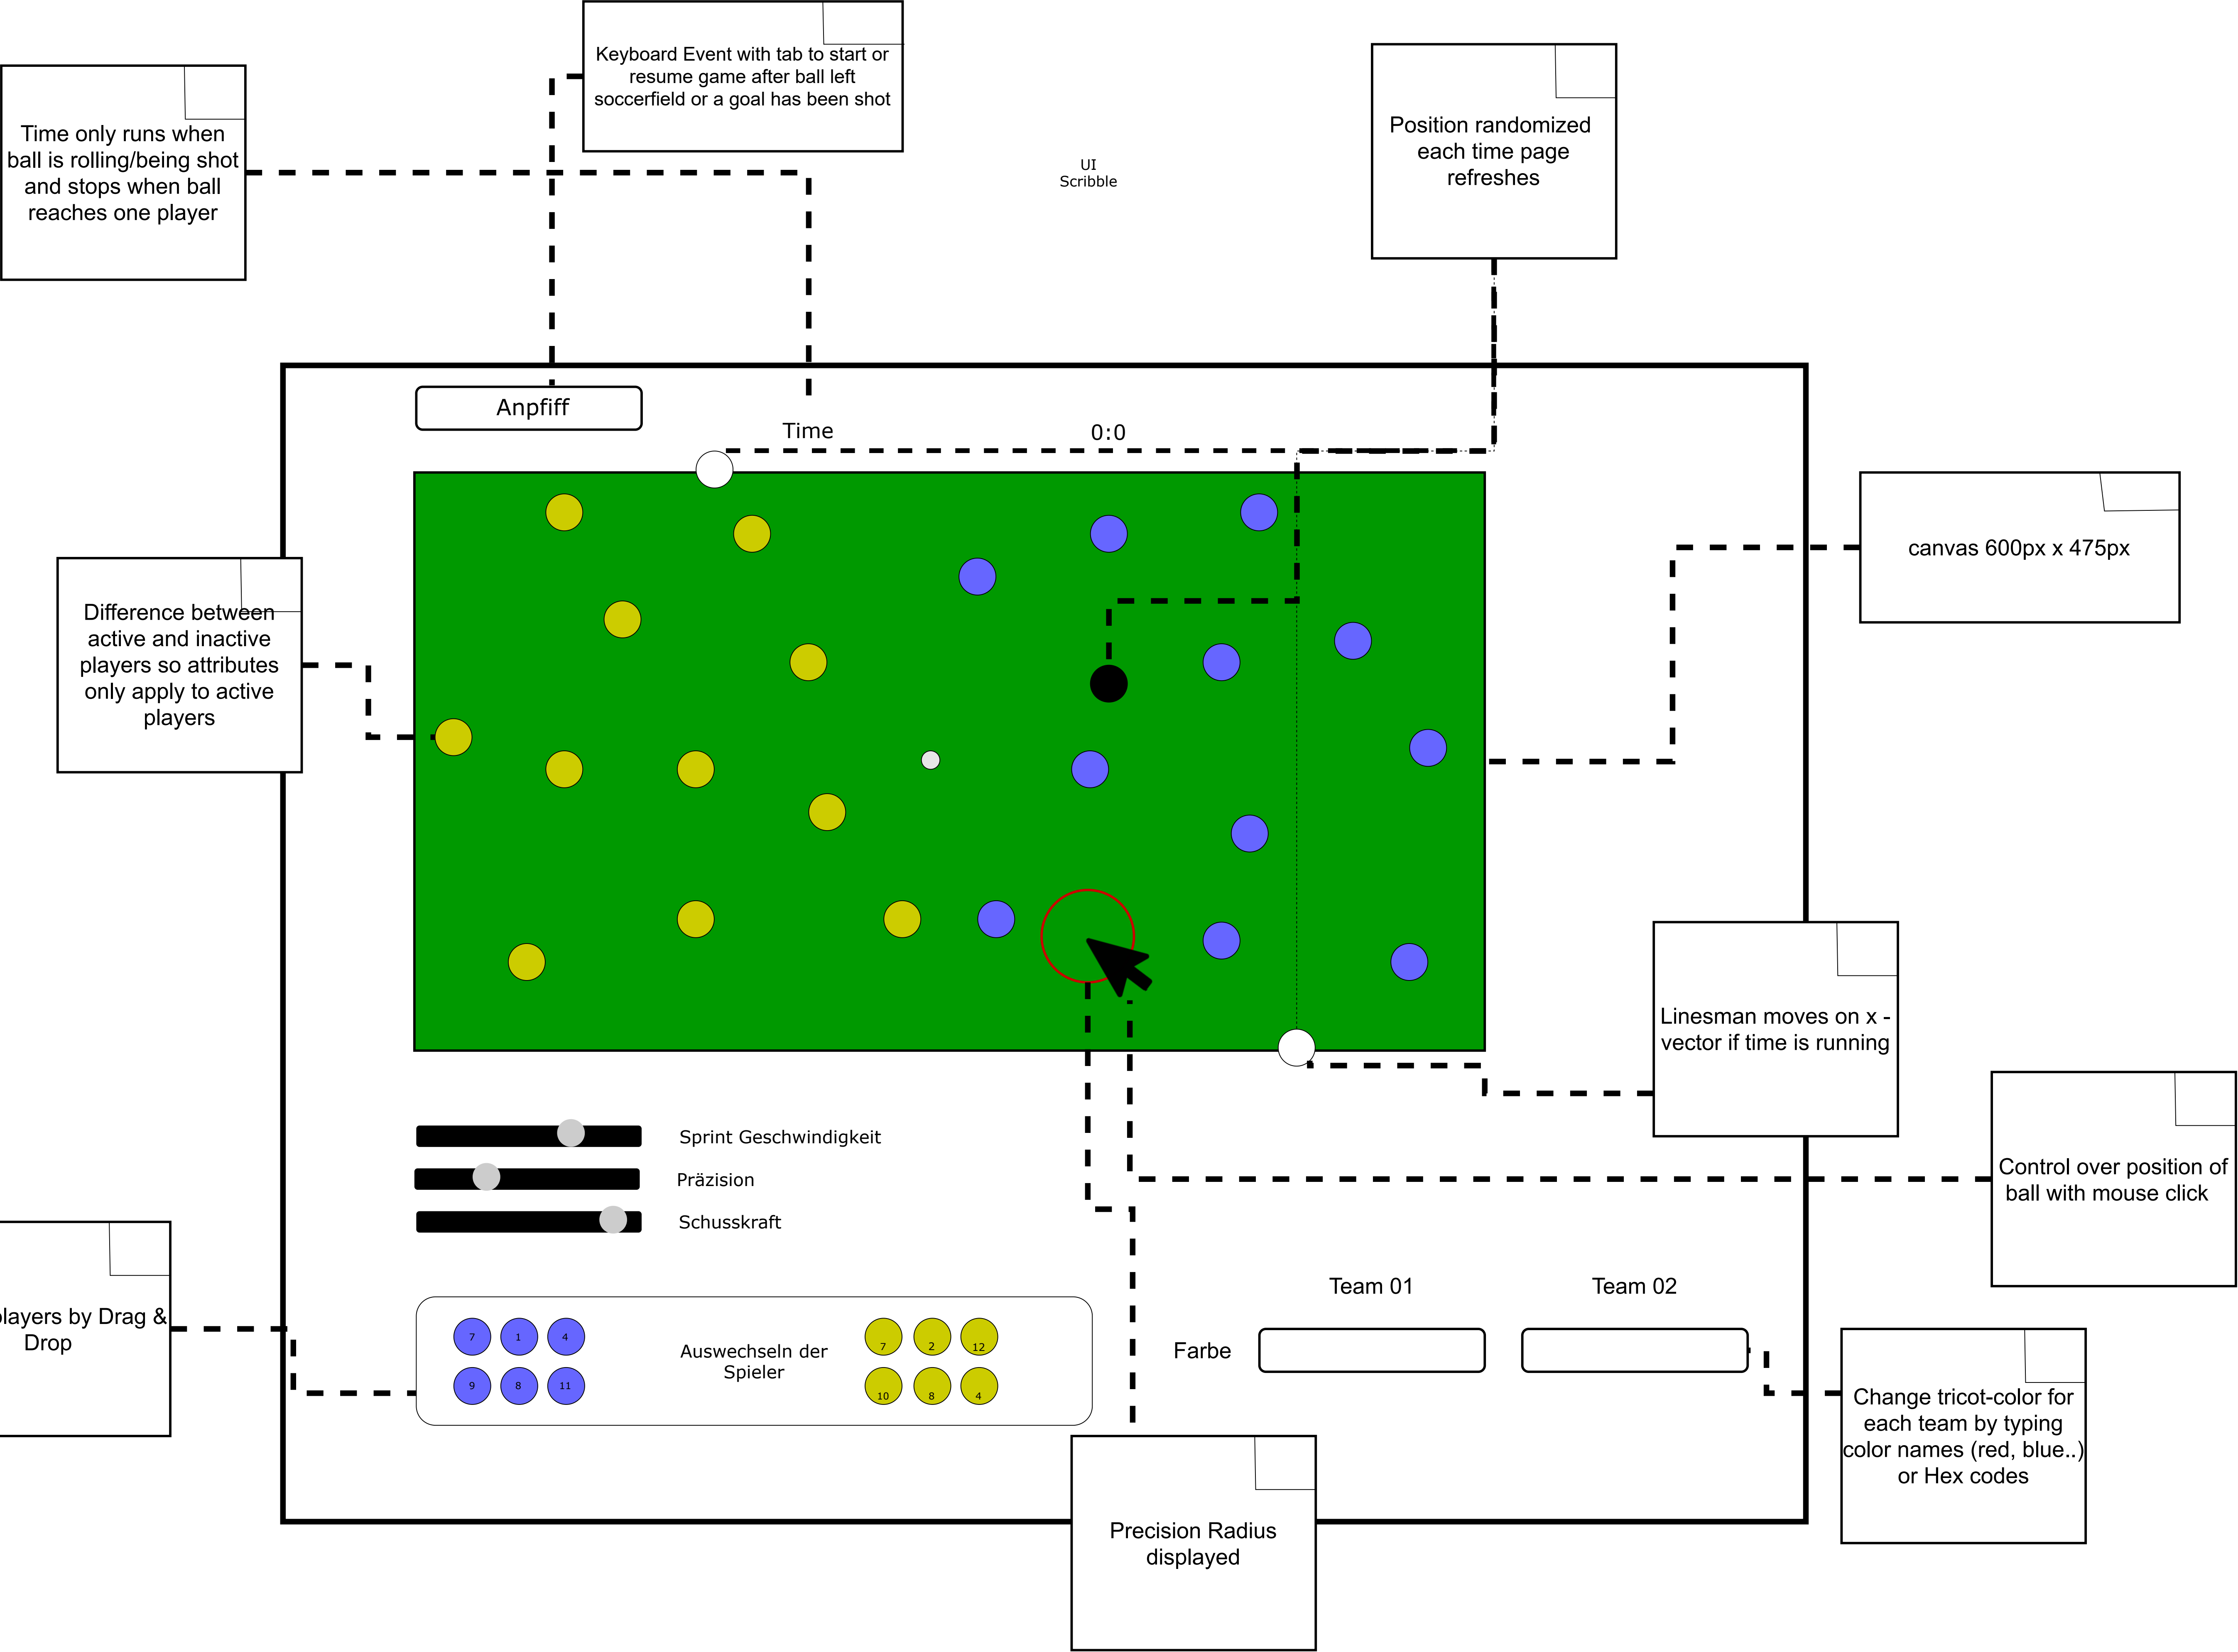 Keyboard Event with tab to start or
resume game after ball left
soccerfield or a goal has been shot
Time only runs when
ball is rolling/being shot
and stops when ball
reaches one player
UI
Scribble
Position randomized
each time page
refreshes
Anpfiff
Time
0:0
canvas 600px x 475px
Difference between
active and inactive
players so attributes
only apply to active
players
Linesman moves on x -
vector if time is running
Sprint Geschwindigkeit
Präzision
Schusskraft
Control over position of
ball with mouse click
players by Drag &
Drop
7 1 4
9 8 11
Auswechseln der
Spieler
7 2 12
10 8 4
Team 01
Team 02
Farbe
Change tricot-color for
each team by typing
color names (red, blue..)
or Hex codes
Precision Radius
displayed